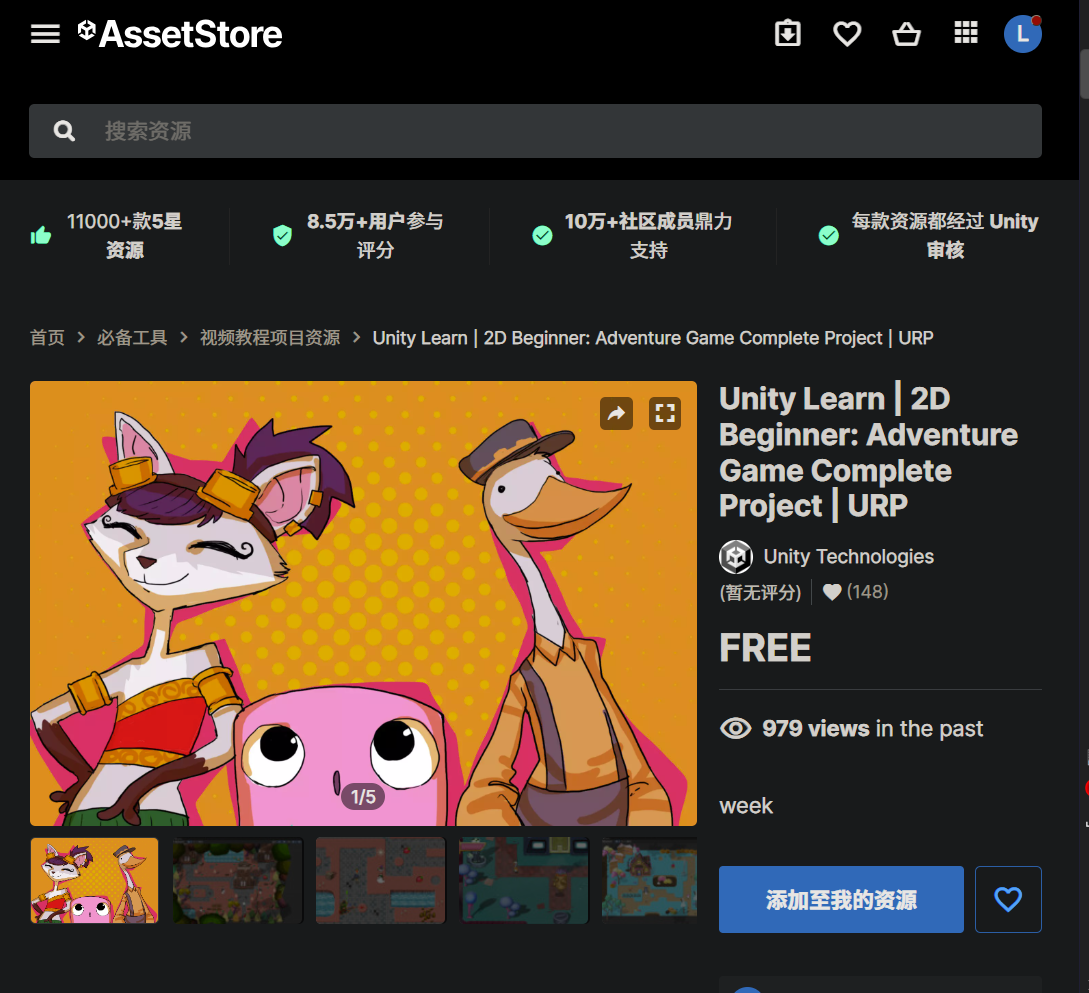 AssetStore
L
搜索资源
11000+款5星
资源
8.5万+用户参与
评分
10万+社区成员鼎力
支持
每款资源都经过 Unity
审核
首页 > 必备工具 > 视频教程项目资源 > Unity Learn | 2D Beginner: Adventure Game Complete Project | URP
1/5
Unity Learn | 2D
Beginner: Adventure
Game Complete
Project | URP
Unity Technologies
(暂无评分) (148)
FREE
979 views in the past
week
添加至我的资源